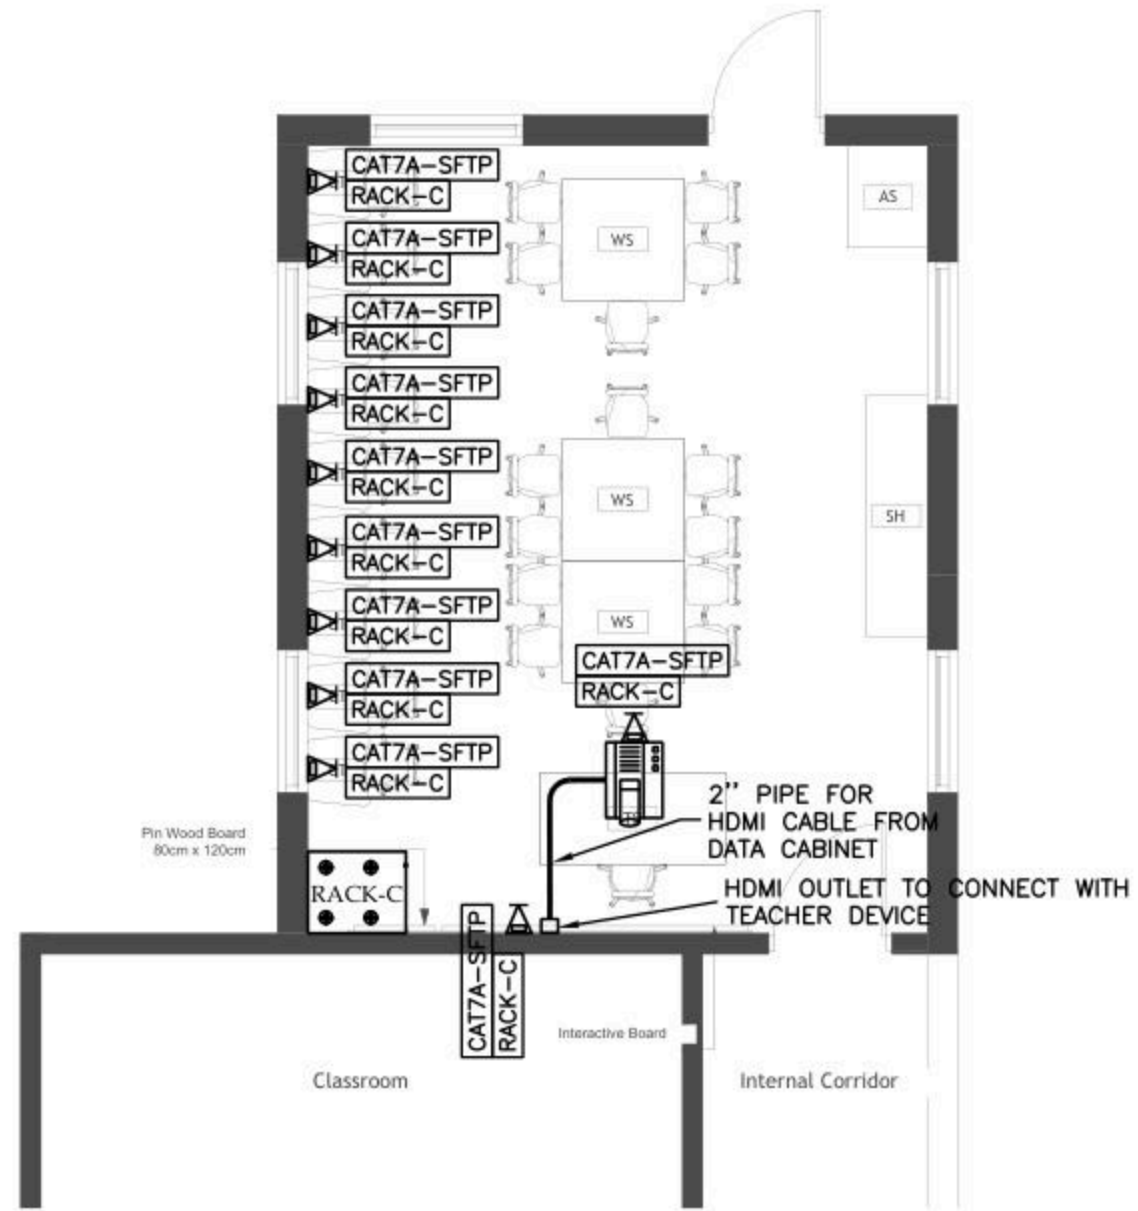 CAT7A-SFTP
RACK-C
AS
CAT7A-SFTP
RACK-C
WS
CAT7A-SFTP
RACK-C
CAT7A-SFTP
RACK-C
CAT7A-SFTP
RACK-C
WS
SH
CAT7A-SFTP
RACK-C
CAT7A-SFTP
RACK-C
WS
CAT7A-SFTP
RACK-C
CAT7A-SFTP
RACK-C
CAT7A-SFTP
RACK-C
2'' PIPE FOR
HDMI CABLE FROM
DATA CABINET
Pin Wood Board
80cm x 120cm
RACK-C
HDMI OUTLET TO CONNECT WITH
TEACHER DEVICE
CAT7A-SFTP
RACK-C
Interactive Board
Classroom
Internal Corridor